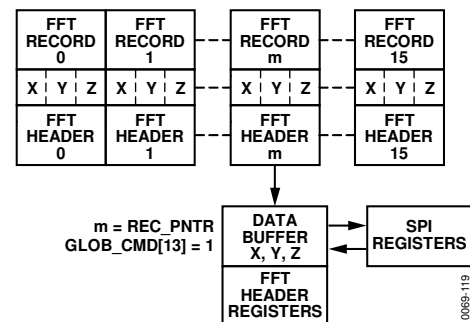 FFT RECORD 0
FFT RECORD 1
FFT RECORD m
FFT RECORD 15
X Y Z X Y Z X Y Z X Y Z
FFT HEADER 0
FFT HEADER 1
FFT HEADER m
FFT HEADER 15
m = REC_PNTR
GLOB_CMD[13] = 1
DATA
BUFFER
X, Y, Z
SPI
REGISTERS
FFT
HEADER
REGISTERS
0069-119